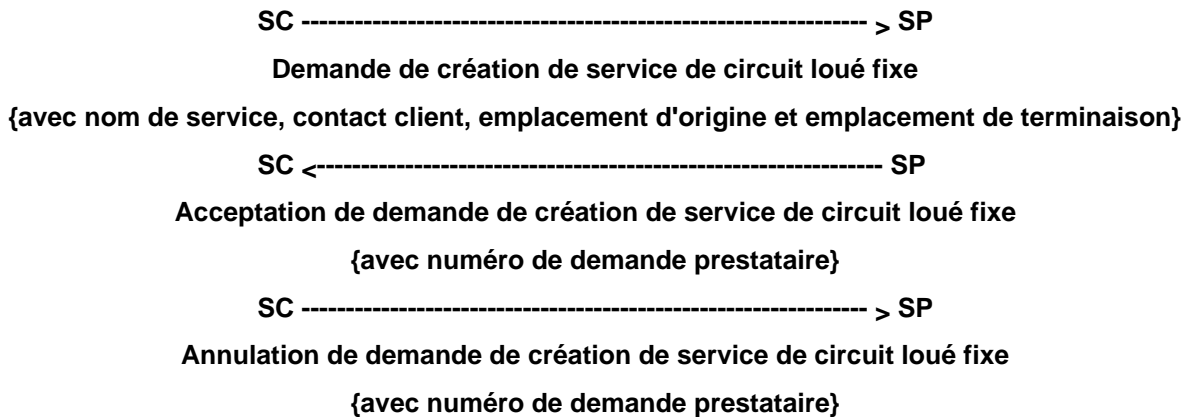 SC ---------------------------------------------------------------- > SP
Demande de création de service de circuit loué fixe
{avec nom de service, contact client, emplacement d'origine et emplacement de terminaison}
SC <---------------------------------------------------------------- SP
Acceptation de demande de création de service de circuit loué fixe
{avec numéro de demande prestataire}
SC ---------------------------------------------------------------- > SP
Annulation de demande de création de service de circuit loué fixe
{avec numéro de demande prestataire}